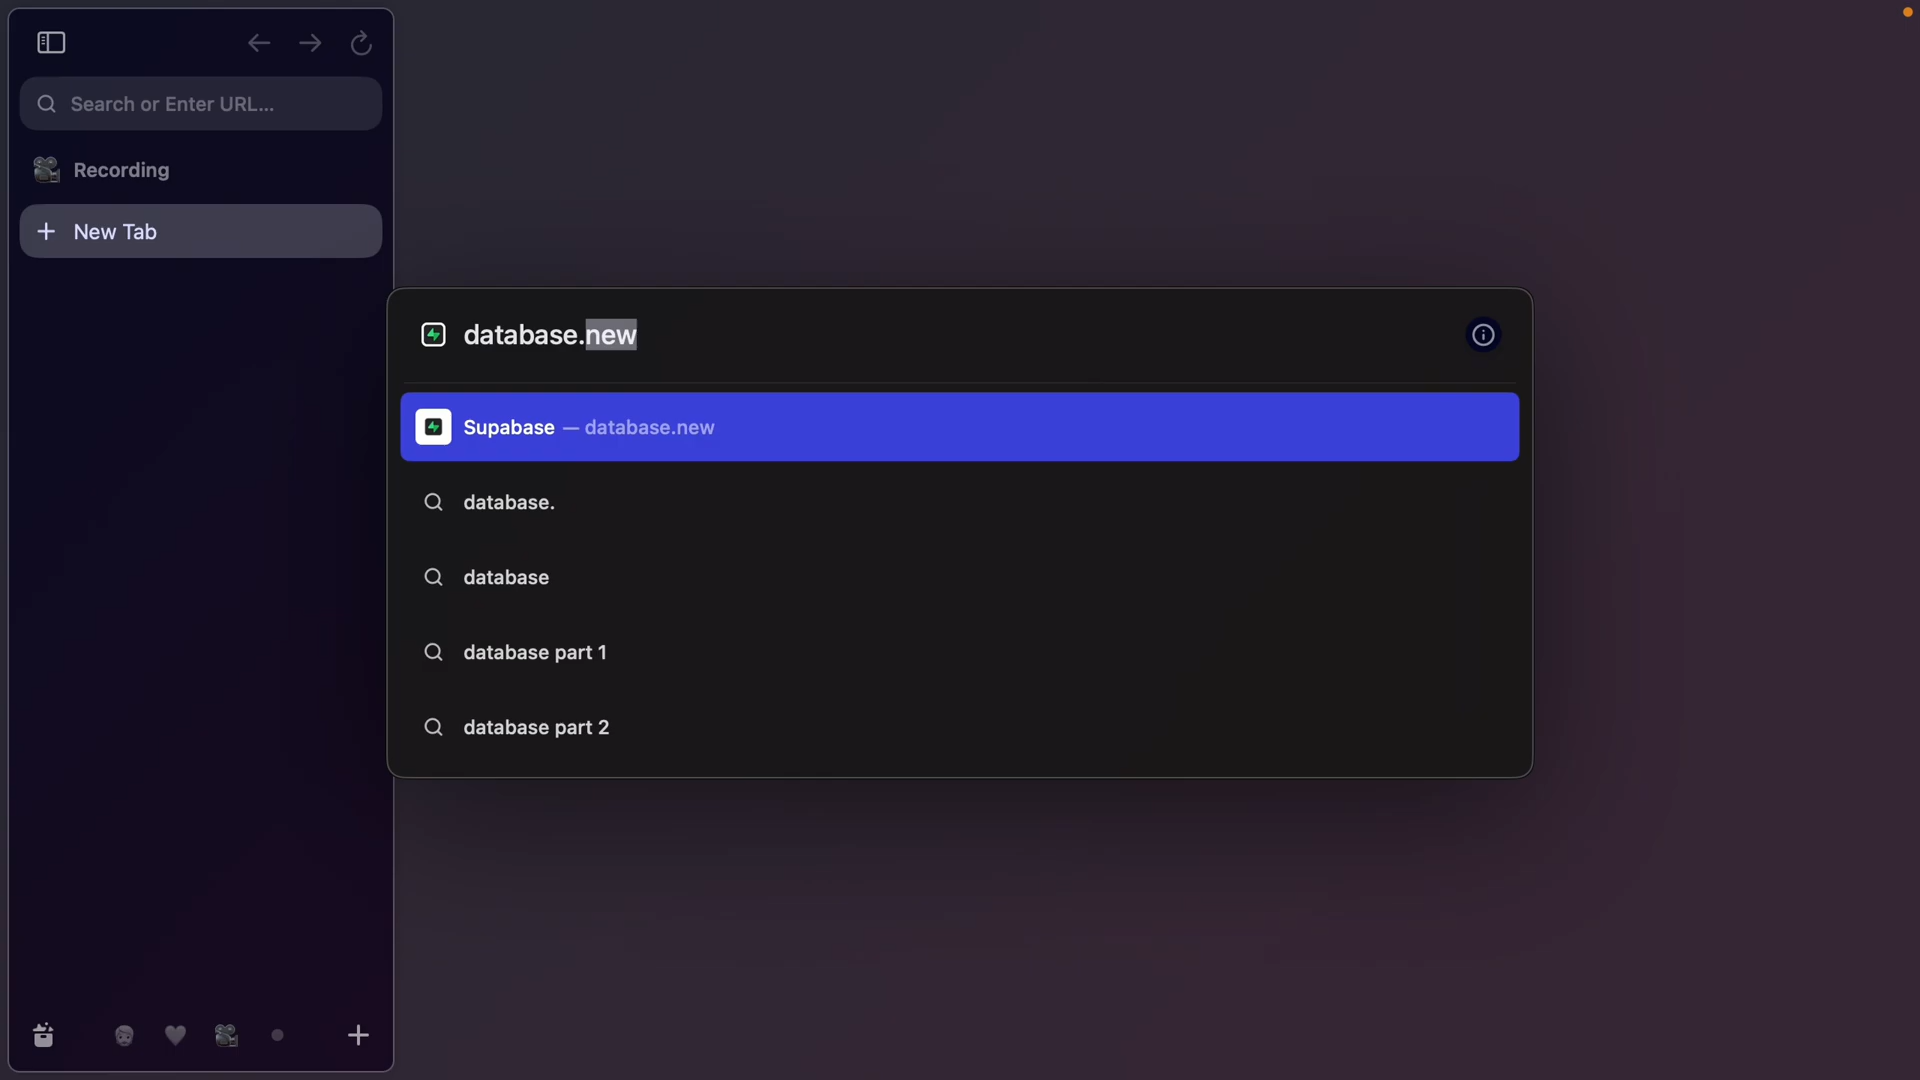 Search or Enter URL...
Recording
New Tab
database.new
Supabase — database.new
database.
database
database part 1
database part 2